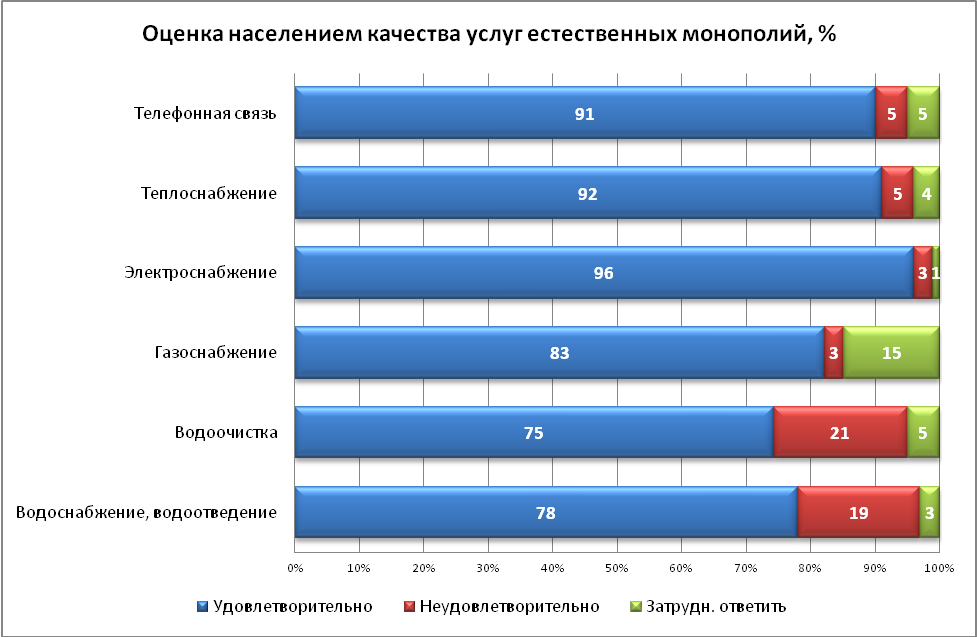 Оценка населением качества услуг естественных монополий, %
Телефонная связь 91 5 5
Теплоснабжение 92 5 4
Электроснабжение 96 3 1
Газоснабжение 83 3 15
Водоочистка 75 21 5
Водоснабжение, водоотведение 78 19 3
0% 10% 20% 30% 40% 50% 60% 70% 80% 90% 100%
Удовлетворительно Неудовлетворительно Затрудн. ответить